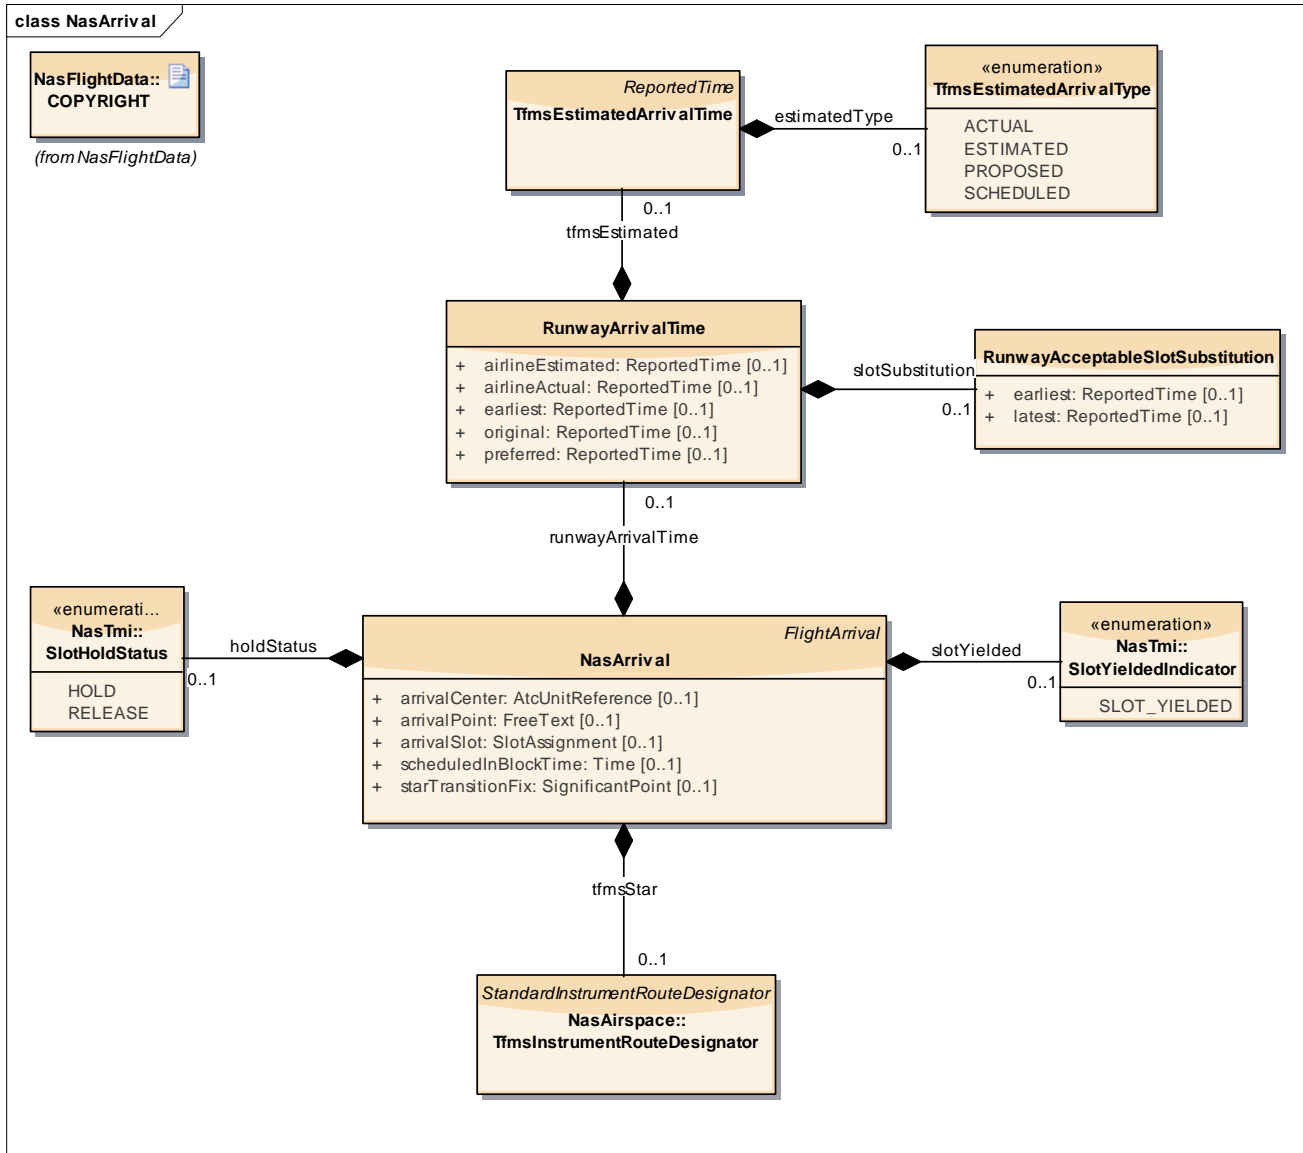 class NasArrival
NasFlightData::
COPYRIGHT
(from NasFlightData)
ReportedTime
TfmsEstimatedArrivalTime
estimatedType
0..1
«enumeration»
TfmsEstimatedArrivalType
ACTUAL
ESTIMATED
PROPOSED
SCHEDULED
0..1
tfmsEstimated
RunwayArrivalTime
+ airlineEstimated: ReportedTime [0..1]
+ airlineActual: ReportedTime [0..1]
+ earliest: ReportedTime [0..1]
+ original: ReportedTime [0..1]
+ preferred: ReportedTime [0..1]
slotSubstitution
0..1
RunwayAcceptableSlotSubstitution
+ earliest: ReportedTime [0..1]
+ latest: ReportedTime [0..1]
0..1
runwayArrivalTime
«enumerati...
NasTmi::
SlotHoldStatus
HOLD
RELEASE
holdStatus
0..1
FlightArrival
NasArrival
+ arrivalCenter: AtcUnitReference [0..1]
+ arrivalPoint: FreeText [0..1]
+ arrivalSlot: SlotAssignment [0..1]
+ scheduledInBlockTime: Time [0..1]
+ starTransitionFix: SignificantPoint [0..1]
slotYielded
0..1
«enumeration»
NasTmi::
SlotYieldedIndicator
SLOT_YIELDED
tfmsStar
0..1
StandardInstrumentRouteDesignator
NasAirspace::
TfmsInstrumentRouteDesignator